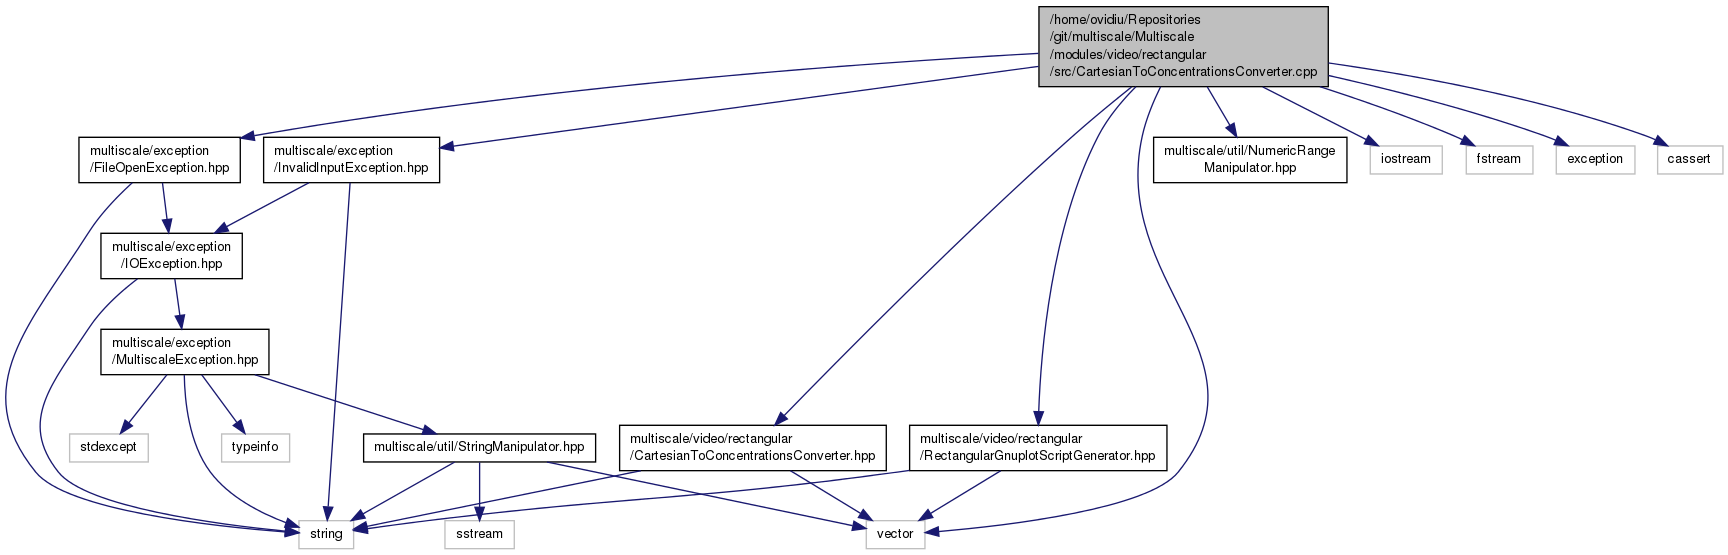 /home/ovidiu/Repositories
/git/multiscale/Multiscale
/modules/video/rectangular
/src/CartesianToConcentrationsConverter.cpp
multiscale/exception
/FileOpenException.hpp
multiscale/exception
/InvalidInputException.hpp
multiscale/util/NumericRange
Manipulator.hpp
iostream
fstream
exception
cassert
multiscale/exception
/IOException.hpp
multiscale/exception
/MultiscaleException.hpp
stdexcept
typeinfo
multiscale/util/StringManipulator.hpp
multiscale/video/rectangular
/CartesianToConcentrationsConverter.hpp
multiscale/video/rectangular
/RectangularGnuplotScriptGenerator.hpp
string
sstream
vector